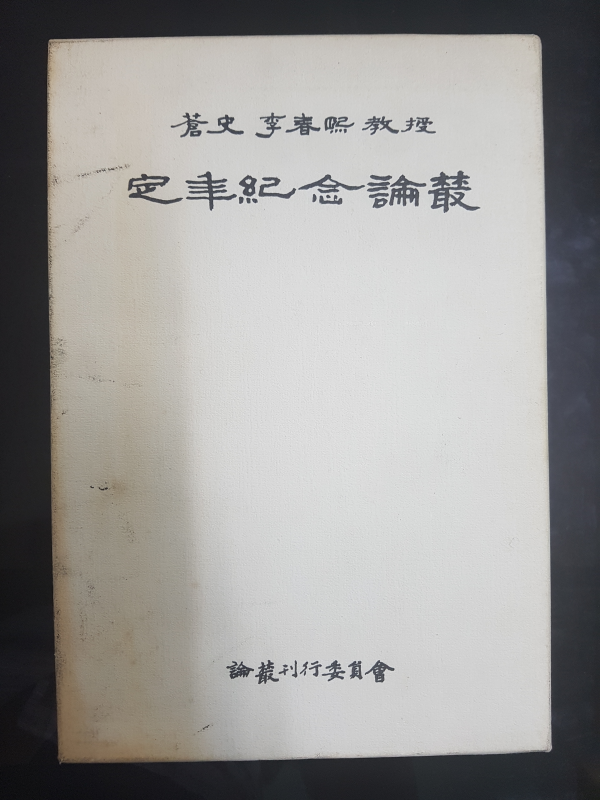 蒼史 李春熙 教授
定年紀念論叢
論叢刊行委員會